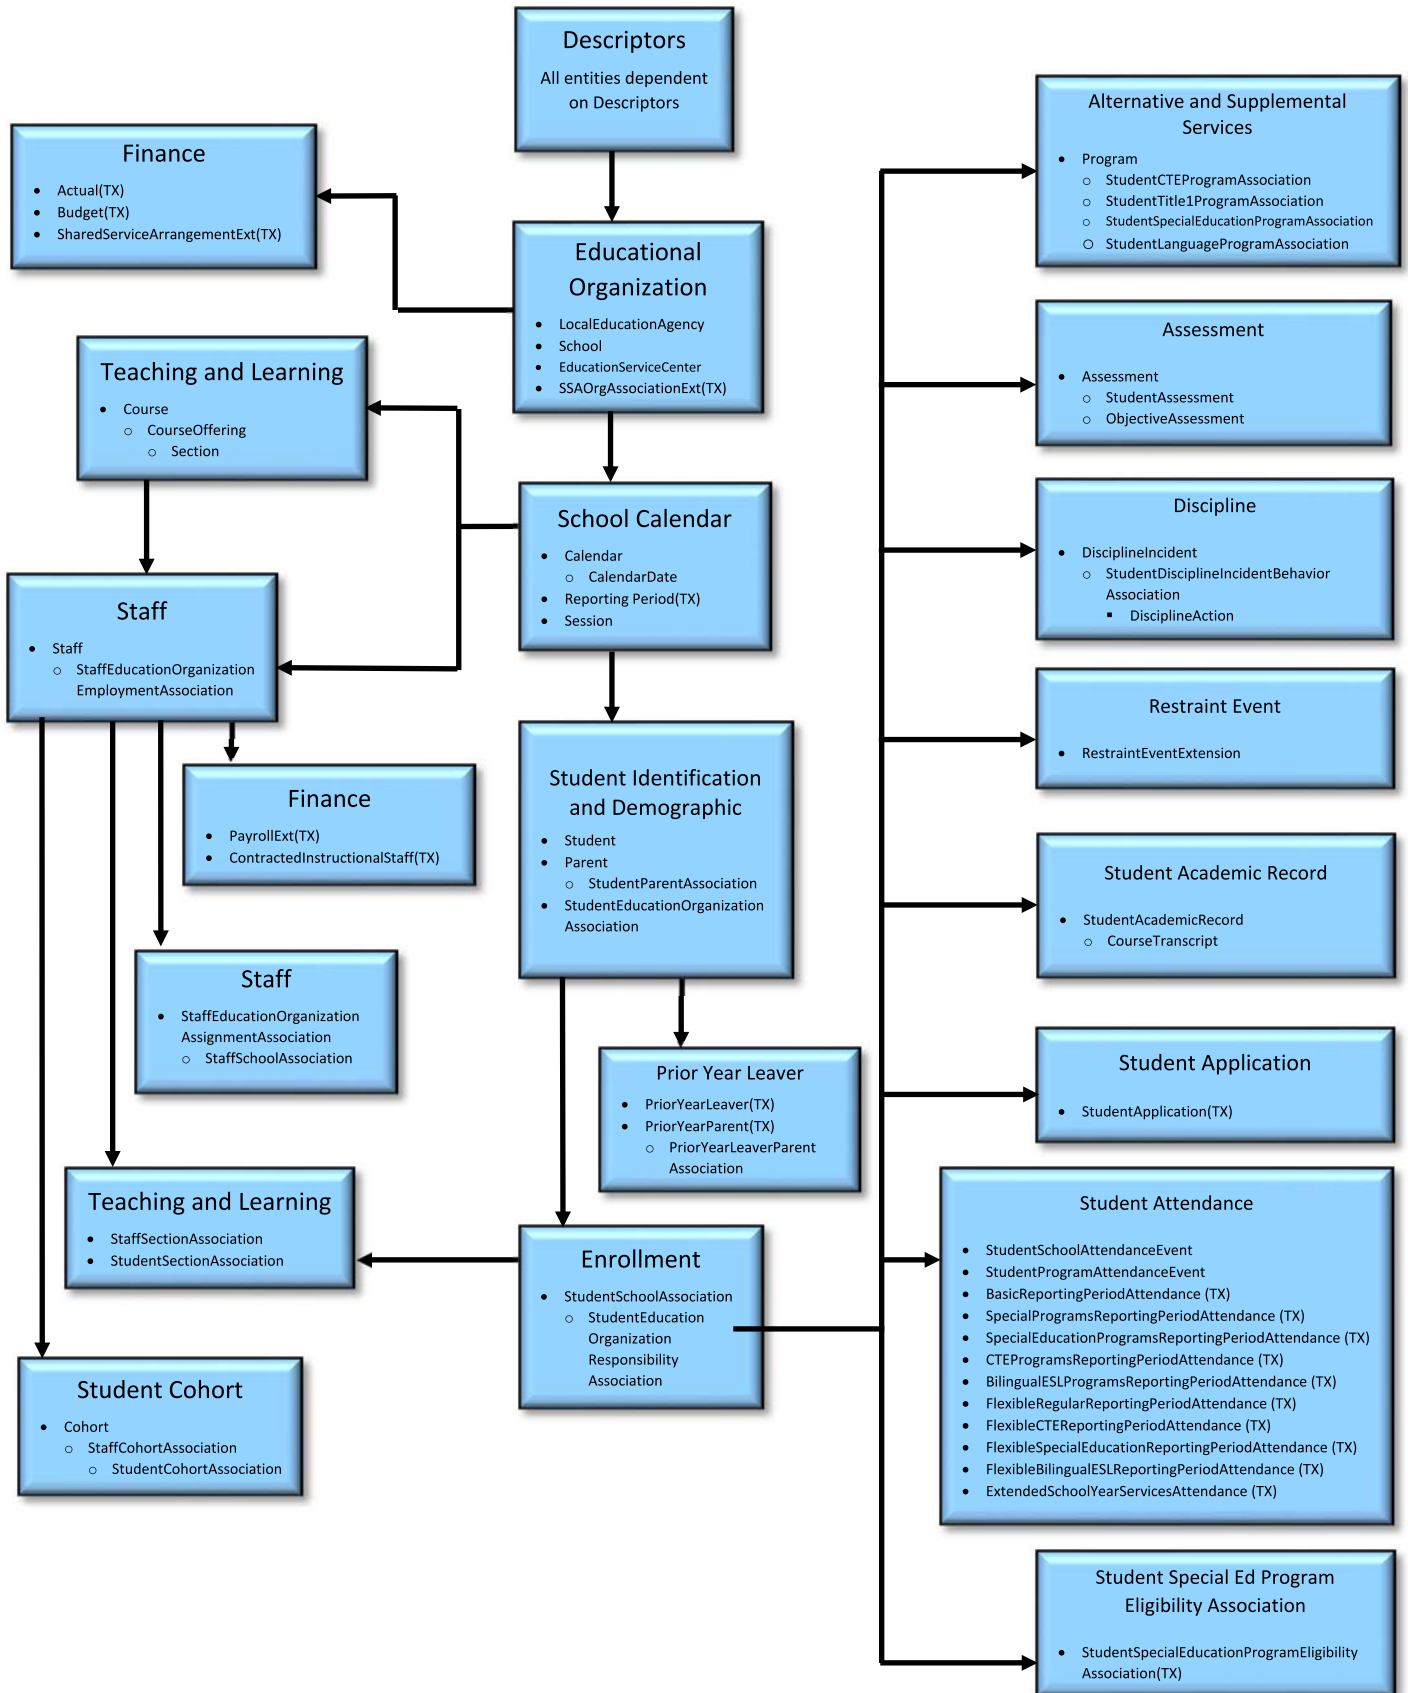 Descriptors
All entities dependent
on Descriptors
Finance
• Actual(TX)
• Budget(TX)
• SharedServiceArrangementExt(TX)
Educational
Organization
• LocalEducationAgency
• School
• EducationServiceCenter
• SSAOrgAssociationExt(TX)
Teaching and Learning
• Course
○ CourseOffering
○ Section
School Calendar
• Calendar
○ CalendarDate
• Reporting Period(TX)
• Session
Staff
• Staff
○ StaffEducationOrganization
EmploymentAssociation
Finance
• PayrollExt(TX)
• ContractedInstructionalStaff(TX)
Student Identification
and Demographic
• Student
• Parent
○ StudentParentAssociation
• StudentEducationOrganization
Association
Staff
• StaffEducationOrganization
AssignmentAssociation
○ StaffSchoolAssociation
Prior Year Leaver
• PriorYearLeaver(TX)
• PriorYearParent(TX)
○ PriorYearLeaverParent
Association
Teaching and Learning
• StaffSectionAssociation
• StudentSectionAssociation
Enrollment
• StudentSchoolAssociation
○ StudentEducation
Organization
Responsibility
Association
Student Cohort
• Cohort
○ StaffCohortAssociation
○ StudentCohortAssociation
Alternative and Supplemental
Services
• Program
○ StudentCTEProgramAssociation
○ StudentTitle1ProgramAssociation
○ StudentSpecialEducationProgramAssociation
○ StudentLanguageProgramAssociation
Assessment
• Assessment
○ StudentAssessment
○ ObjectiveAssessment
Discipline
• DisciplineIncident
○ StudentDisciplineIncidentBehavior
Association
▪ DisciplineAction
Restraint Event
• RestraintEventExtension
Student Academic Record
• StudentAcademicRecord
○ CourseTranscript
Student Application
• StudentApplication(TX)
Student Attendance
• StudentSchoolAttendanceEvent
• StudentProgramAttendanceEvent
• BasicReportingPeriodAttendance (TX)
• SpecialProgramsReportingPeriodAttendance (TX)
• SpecialEducationProgramsReportingPeriodAttendance (TX)
• CTEProgramsReportingPeriodAttendance (TX)
• BilingualESLProgramsReportingPeriodAttendance (TX)
• FlexibleRegularReportingPeriodAttendance (TX)
• FlexibleCTEReportingPeriodAttendance (TX)
• FlexibleSpecialEducationReportingPeriodAttendance (TX)
• FlexibleBilingualESLReportingPeriodAttendance (TX)
• ExtendedSchoolYearServicesAttendance (TX)
Student Special Ed Program
Eligibility Association
• StudentSpecialEducationProgramEligibility
Association(TX)